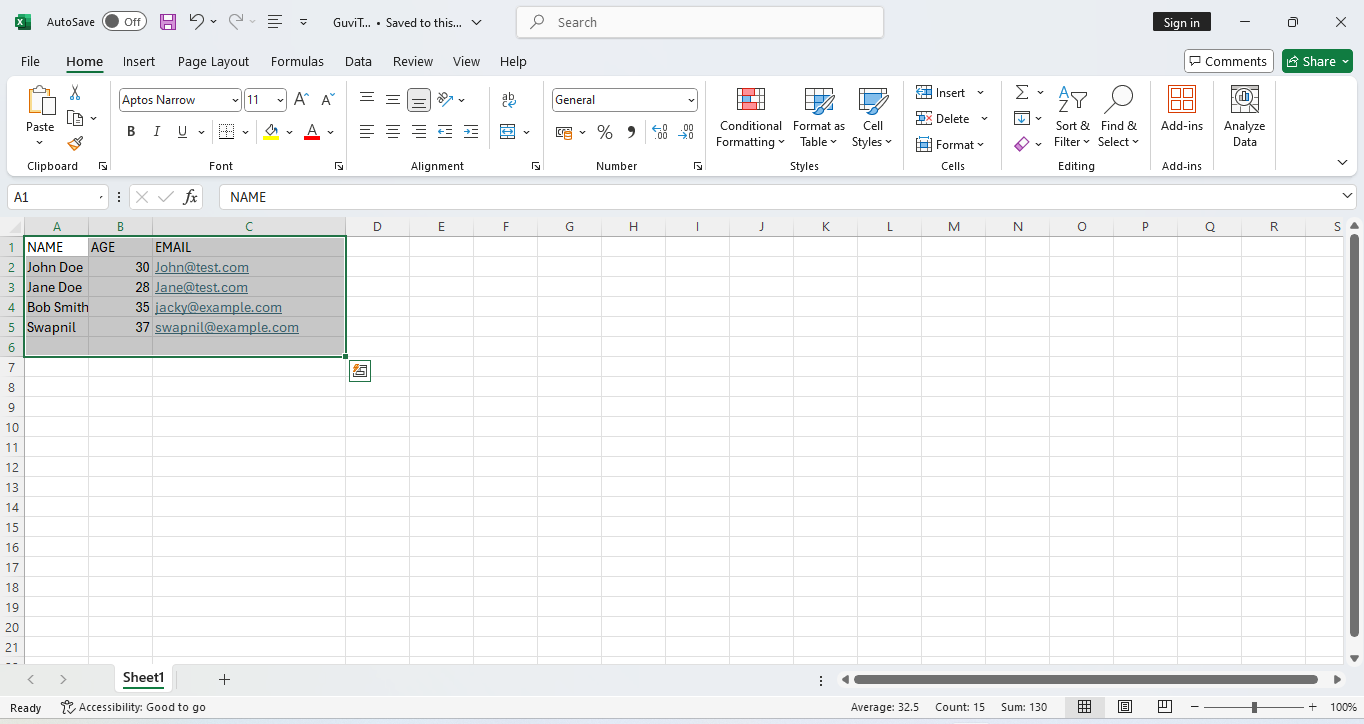 AutoSave Off GuviT... • Saved to this... Search Sign in
File Home Insert Page Layout Formulas Data Review View Help Comments Share
Paste
Clipboard
Aptos Narrow 11
B I U A
Font
ab
Alignment
General
% 9 .00
Number
Conditional Formatting
Format as Table
Cell Styles
Styles
Insert
Delete
Format
Cells
Sort & Filter
Find & Select
Editing
Add-ins
Add-ins
Analyze Data
A1 fx NAME
A B C D E F G H I J K L M N O P Q R S
1 NAME AGE EMAIL
2 John Doe 30 John@test.com
3 Jane Doe 28 Jane@test.com
4 Bob Smith 35 jacky@example.com
5 Swapnil 37 swapnil@example.com
6
7
8
9
10
11
12
13
14
15
16
17
18
19
20
21
Sheet1
Ready Accessibility: Good to go Average: 32.5 Count: 15 Sum: 130 100%